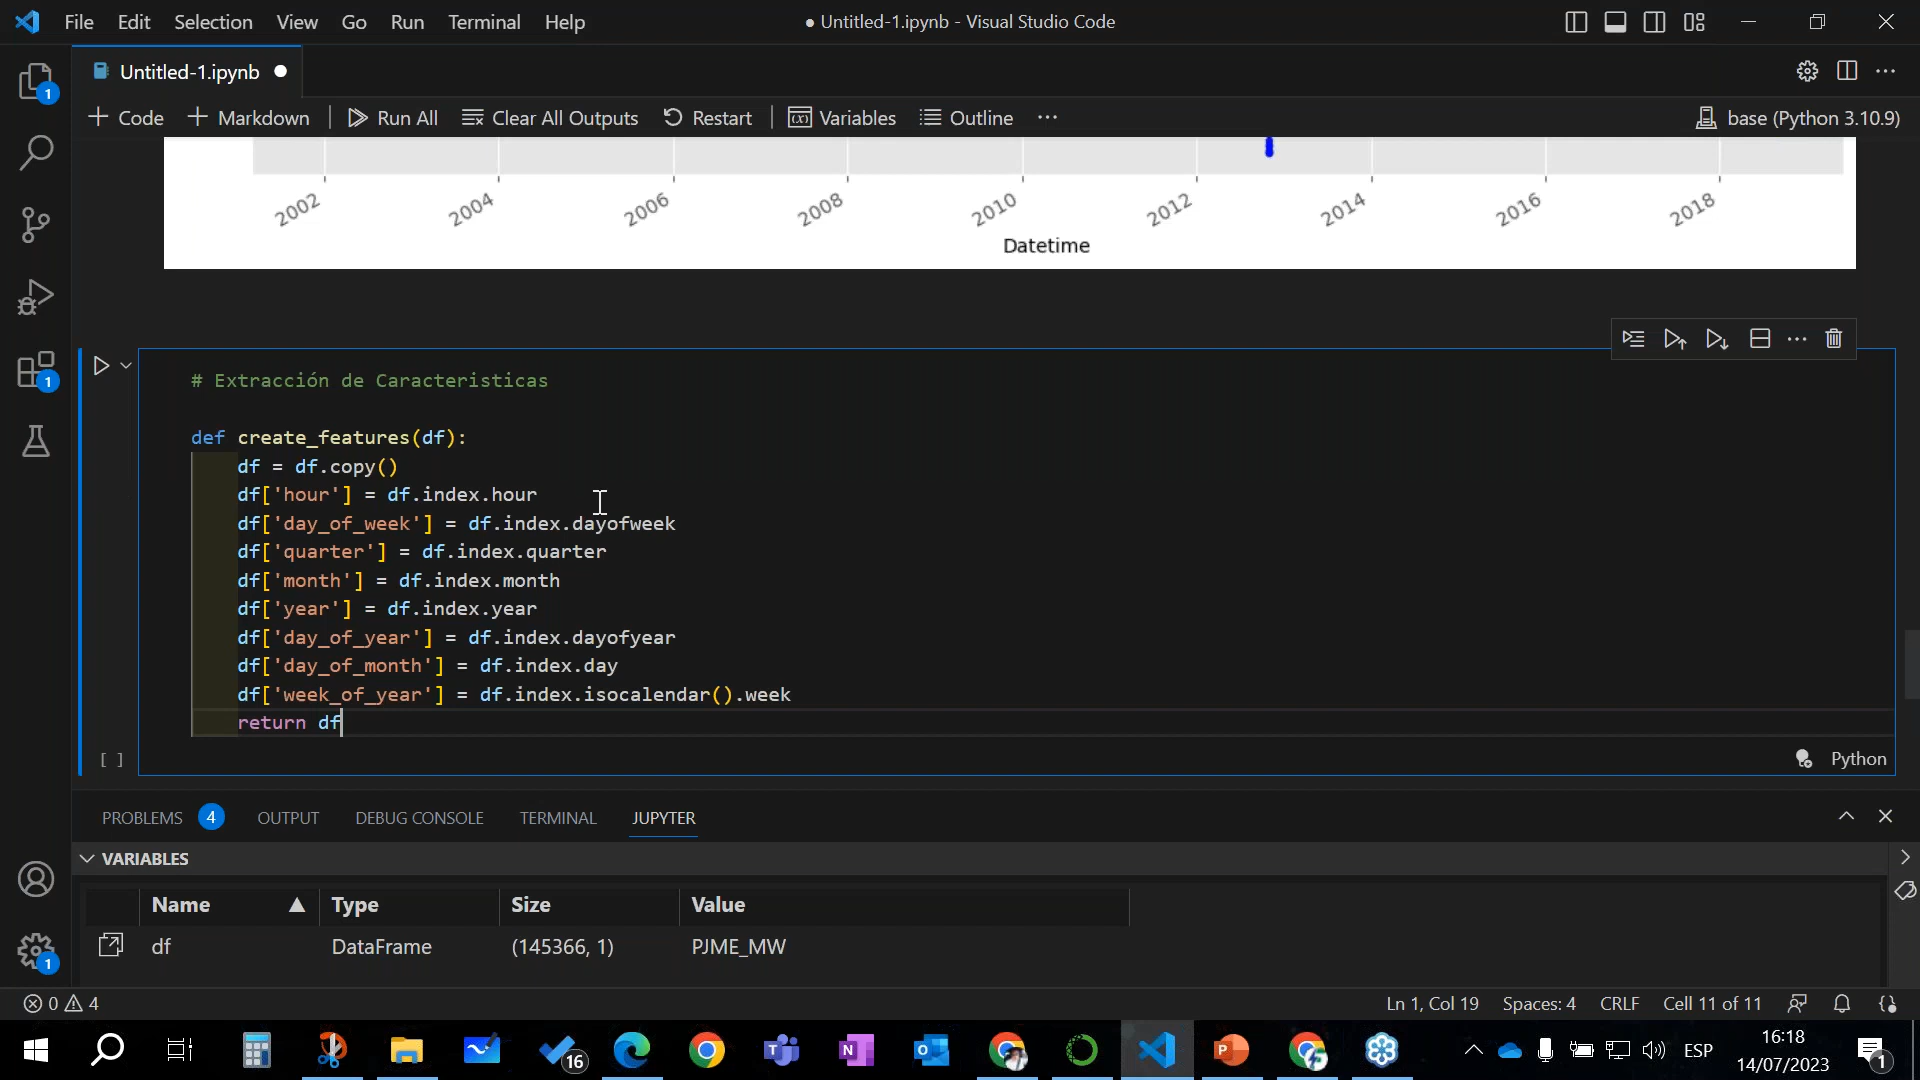 File Edit Selection View Go Run Terminal Help
● Untitled-1.ipynb - Visual Studio Code
Untitled-1.ipynb
Code Markdown Run All Clear All Outputs Restart Variables Outline ...
base (Python 3.10.9)
2002 2004 2006 2008 2010 2012 2014 2016 2018
Datetime
# Extracción de Caracteristicas
def create_features(df):
df = df.copy()
df['hour'] = df.index.hour
df['day_of_week'] = df.index.dayofweek
df['quarter'] = df.index.quarter
df['month'] = df.index.month
df['year'] = df.index.year
df['day_of_year'] = df.index.dayofyear
df['day_of_month'] = df.index.day
df['week_of_year'] = df.index.isocalendar().week
return df
[ ]
Python
PROBLEMS 4 OUTPUT DEBUG CONSOLE TERMINAL JUPYTER
VARIABLES
Name Type Size Value
df DataFrame (145366, 1) PJME_MW
1
1
1
0 4
Ln 1, Col 19 Spaces: 4 CRLF Cell 11 of 11
16
ESP
16:18
14/07/2023
1